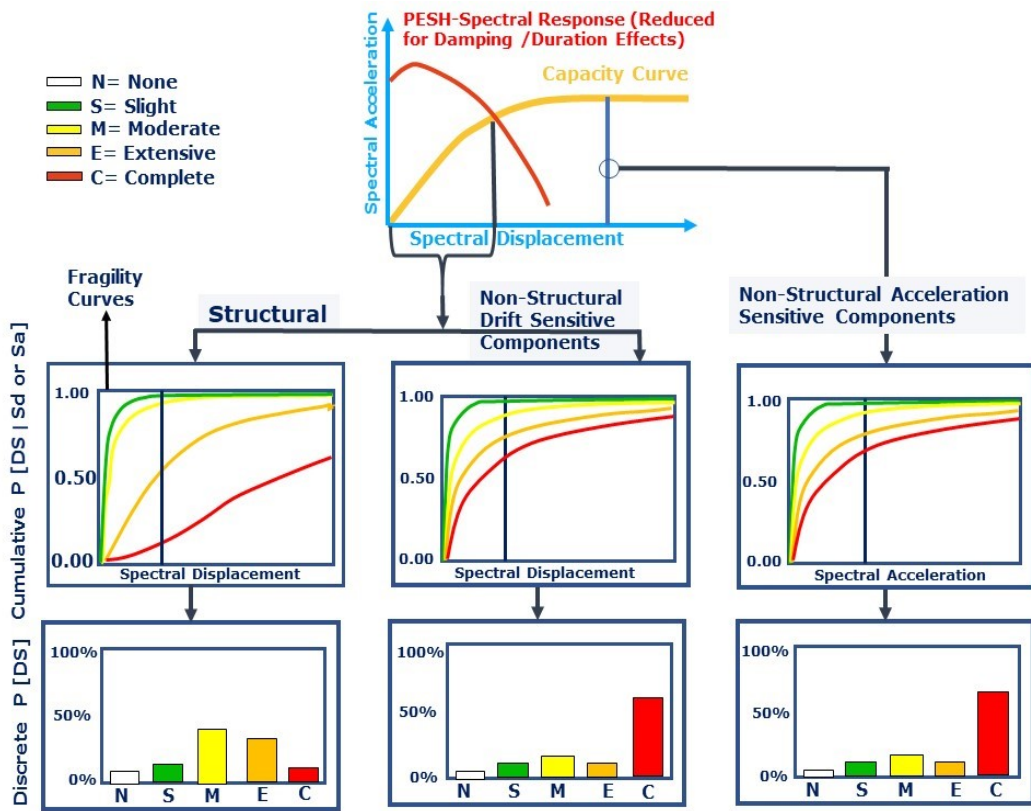 PESH-Spectral Response (Reduced
for Damping /Duration Effects)
Capacity Curve
Spectral Acceleration
Spectral Displacement
N= None
S= Slight
M= Moderate
E= Extensive
C= Complete
Fragility
Curves
Structural
Non-Structural
Drift Sensitive
Components
Non-Structural Acceleration
Sensitive Components
Cumulative P [DS | Sd or Sa]
1.00
0.50
0.00
Spectral Displacement
1.00
0.50
0.00
Spectral Displacement
1.00
0.50
0.00
Spectral Acceleration
Discrete P [DS]
100%
50%
0%
N S M E C
100%
50%
0%
N S M E C
100%
50%
0%
N S M E C